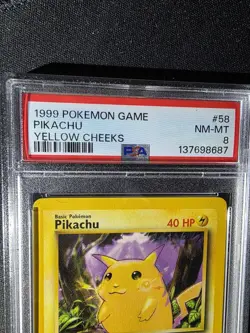 1999 POKEMON GAME #58
PIKACHU NM-MT
YELLOW CHEEKS 8
PSA 137698687
Basic Pokémon
Pikachu 40 HP